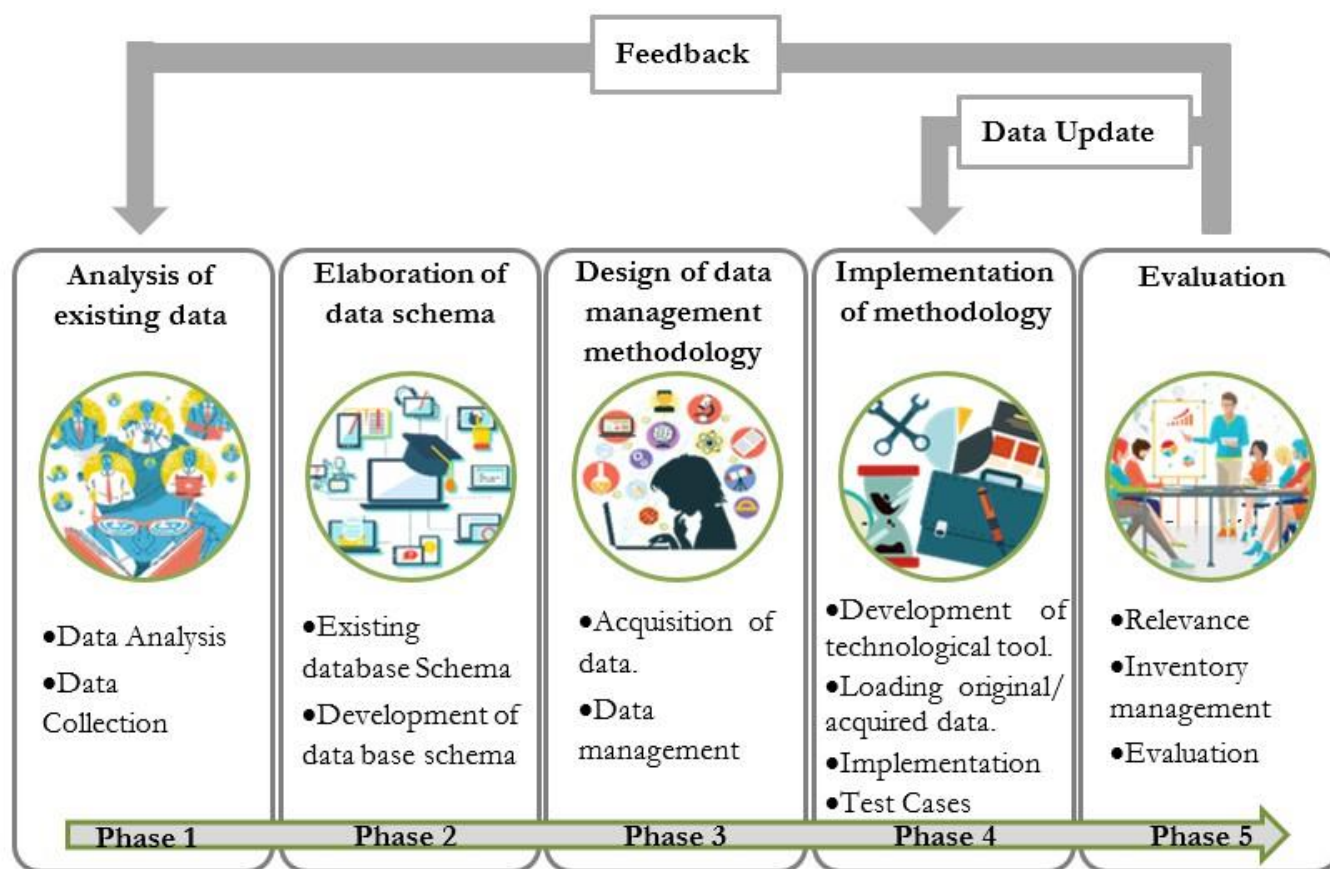 Feedback
Data Update
Analysis of
existing data
●Data Analysis
●Data
Collection
Phase 1
Elaboration of
data schema
●Existing
database Schema
●Development of
data base schema
Phase 2
Design of data
management
methodology
●Acquisition of
data.
●Data
management
Phase 3
Implementation
of methodology
●Development of
technological tool.
●Loading original/
acquired data.
●Implementation
●Test Cases
Phase 4
Evaluation
●Relevance
●Inventory
management
●Evaluation
Phase 5